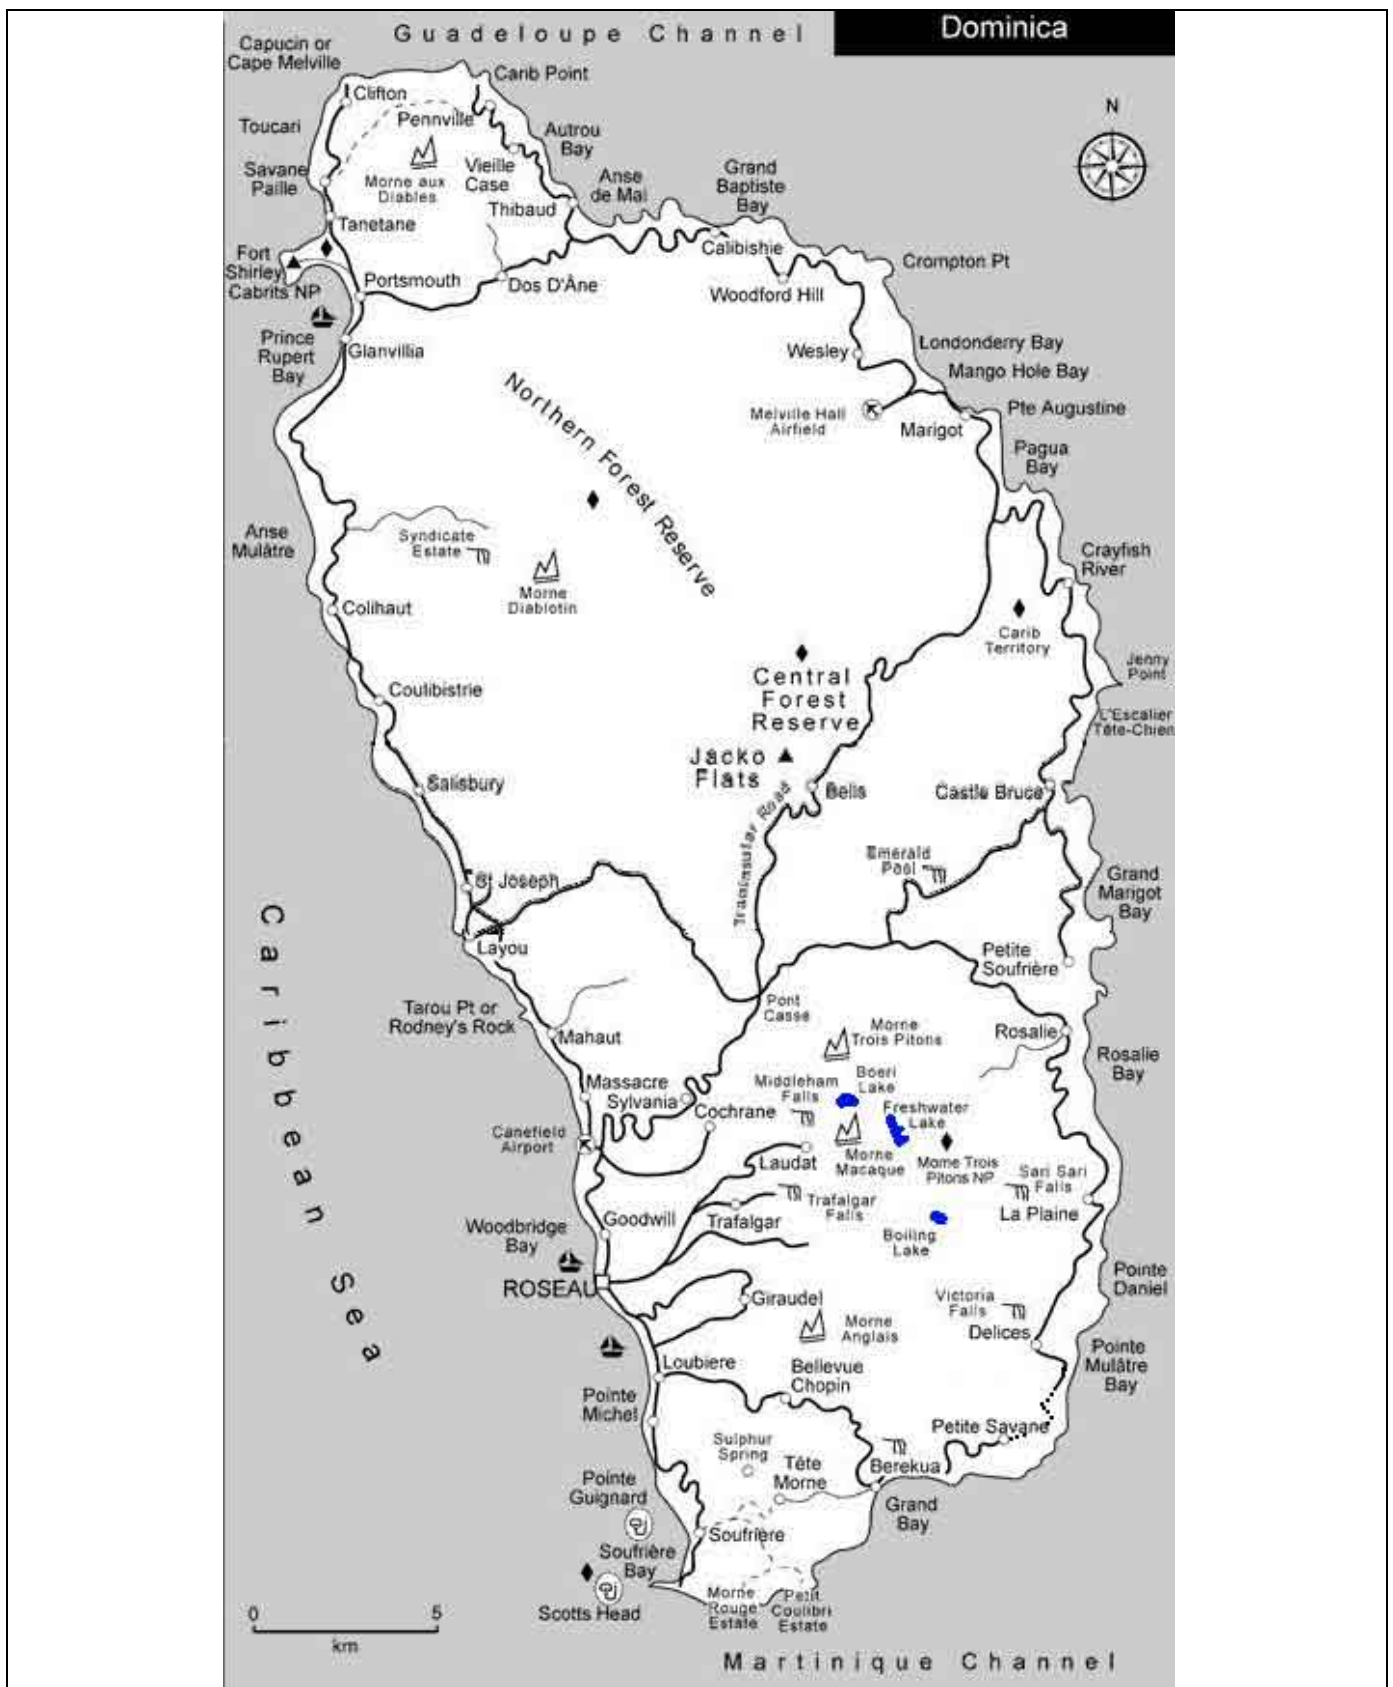 Dominica
Guadeloupe Channel
Capucin or
Cape Melville
Carib Point
Clifton
N
Pennville
Toucari
Autrou
Bay
Savane
Paille
Vieille
Case
Grand
Baptiste
Bay
Anse
de Mai
Morne aux
Diables
Thibaud
Tanetane
Calibishie
Fort
Shirley
Cabrits NP
Crompton Pt
Portsmouth
Dos D'Âne
Woodford Hill
Prince
Rupert
Bay
Glanvillia
Londonderry Bay
Wesley
Mango Hole Bay
Northern Forest Reserve
Melville Hall
Airfield
Pte Augustine
Marigot
Pagua
Bay
Anse
Mulâtre
Syndicate
Estate
Crayfish
River
Morne
Diablotin
Colihaut
Carib
Territory
Jenny
Point
Central
Forest
Reserve
Coulibistrie
L'Escalier
Tête-Chien
Jacko
Flats
Salisbury
Bells
Castle Bruce
Transinsular Road
Emerald
Pool
St Joseph
Grand
Marigot
Bay
Caribbean Sea
Layou
Petite
Soufrière
Tarou Pt or
Rodney's Rock
Pont
Cassé
Mahaut
Morne
Trois Pitons
Rosalie
Rosalie
Bay
Massacre
Sylvania
Middleham
Falls
Boeri
Lake
Cochrane
Freshwater
Lake
Canefield
Airport
Laudat
Morne
Macaque
Morne Trois
Pitons NP
Sari Sari
Falls
Trafalgar
Falls
La Plaine
Goodwill
Trafalgar
Woodbridge
Bay
Boiling
Lake
ROSEAU
Pointe
Daniel
Giraudel
Victoria
Falls
Morne
Anglais
Delices
Pointe
Mulâtre
Bay
Loubiere
Bellevue
Chopin
Pointe
Michel
Petite Savane
Sulphur
Spring
Tête
Morne
Berekua
Pointe
Guignard
Grand
Bay
Soufrière
Soufrière
Bay
Scotts Head
Morne
Rouge
Estate
Petit
Coulibri
Estate
0 5
km
Martinique Channel